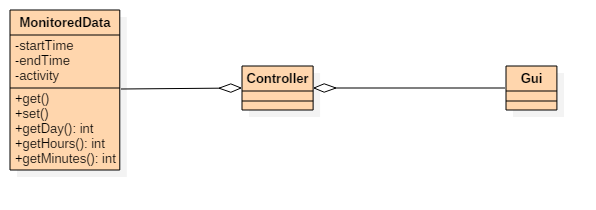 MonitoredData
-startTime
-endTime
-activity
+get()
+set()
+getDay(): int
+getHours(): int
+getMinutes(): int
Controller
Gui